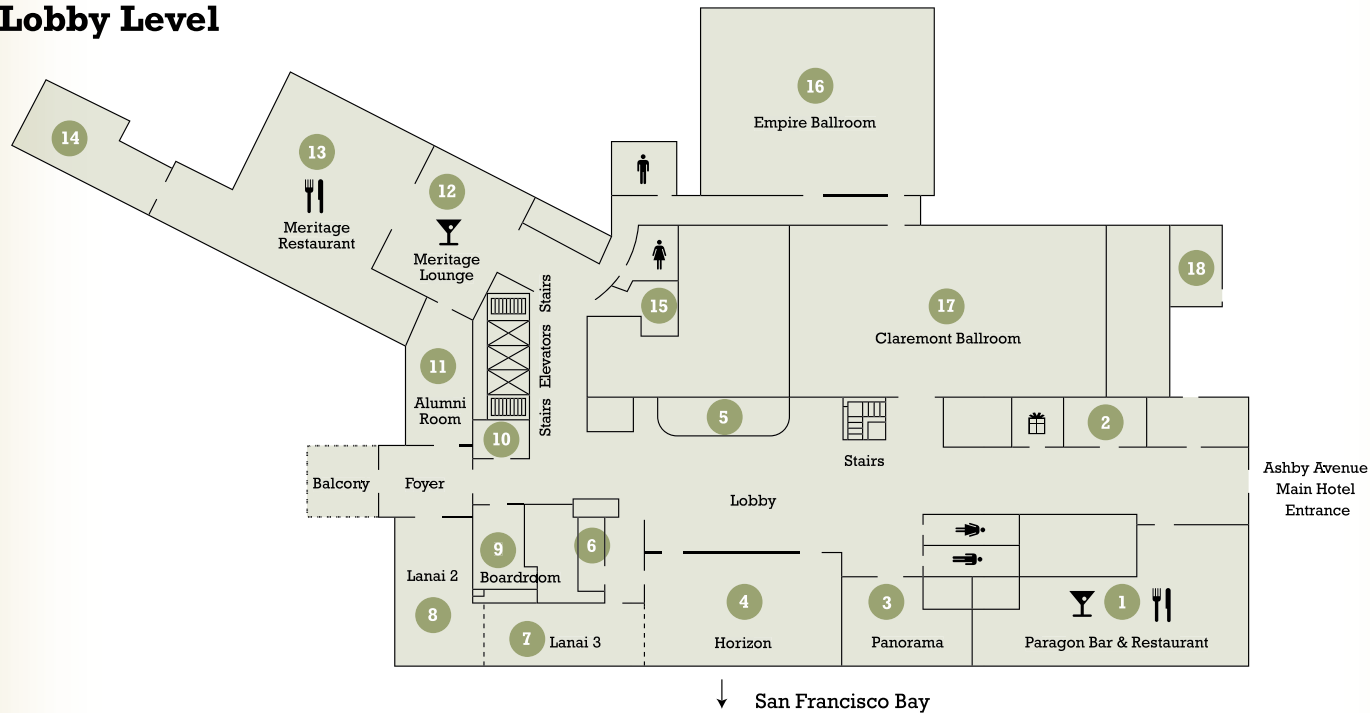 Lobby Level
16
Empire Ballroom
14
13
Meritage
Restaurant
12
Meritage
Lounge
18
15
17
Claremont Ballroom
Stairs
Elevators
Stairs
11
Alumni
Room
10
5
2
Stairs
Balcony
Foyer
Lobby
Ashby Avenue
Main Hotel
Entrance
9
Boardroom
6
Lanai 2
8
7
Lanai 3
4
Horizon
3
Panorama
1
Paragon Bar & Restaurant
San Francisco Bay